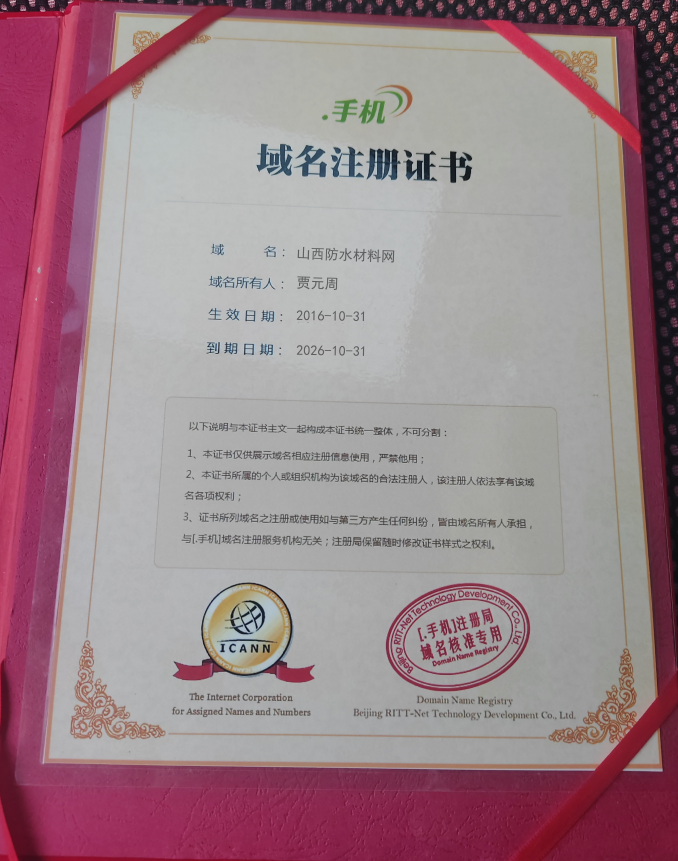 .手机
域名注册证书
域 名： 山西防水材料网
域名所有人： 贾元周
生效日期： 2016-10-31
到期日期： 2026-10-31
以下说明与本证书主文一起构成本证书统一整体，不可分割：
1、本证书仅供展示域名相应注册信息使用，严禁他用；
2、本证书所属的个人或组织机构为该域名的合法注册人，该注册人依法享有该域
名各项权利；
3、证书所列域名之注册或使用如与第三方产生任何纠纷，皆由域名所有人承担，
与[.手机]域名注册服务机构无关；注册局保留随时修改证书样式之权利。
ICANN
The Internet Corporation
for Assigned Names and Numbers
Beijing RITT-Net Technology Development Co., Ltd
[.手机]注册局
域名核准专用
Domain Name Registry
Domain Name Registry
Beijing RITT-Net Technology Development Co., Ltd.